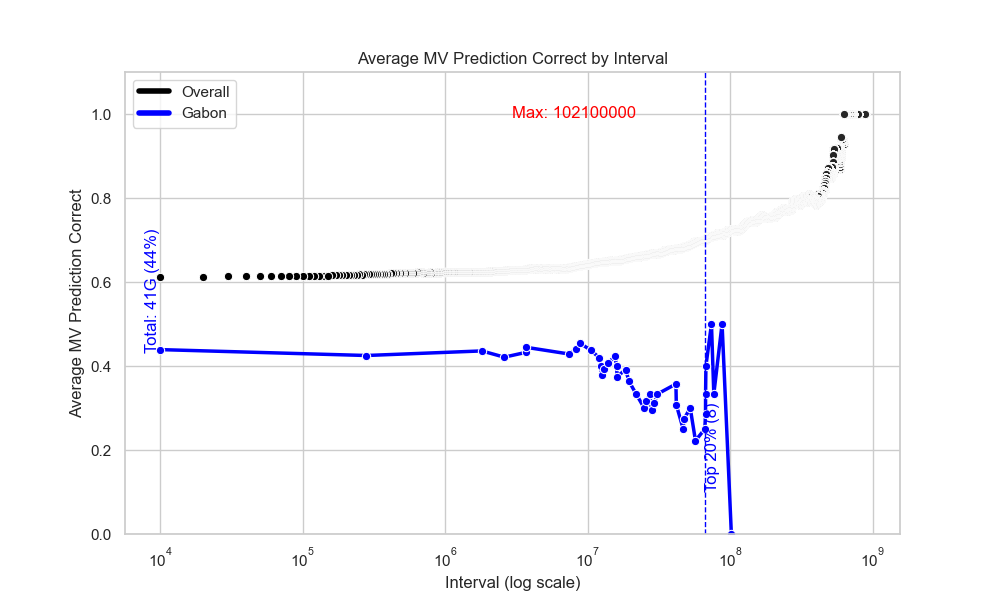 Average MV Prediction Correct by Interval
Overall
Gabon
Max: 102100000
Average MV Prediction Correct
1.0
0.8
0.6
0.4
0.2
0.0
Total: 41G (44%)
Top 20% (8)
10^4
10^5
10^6
10^7
10^8
10^9
Interval (log scale)